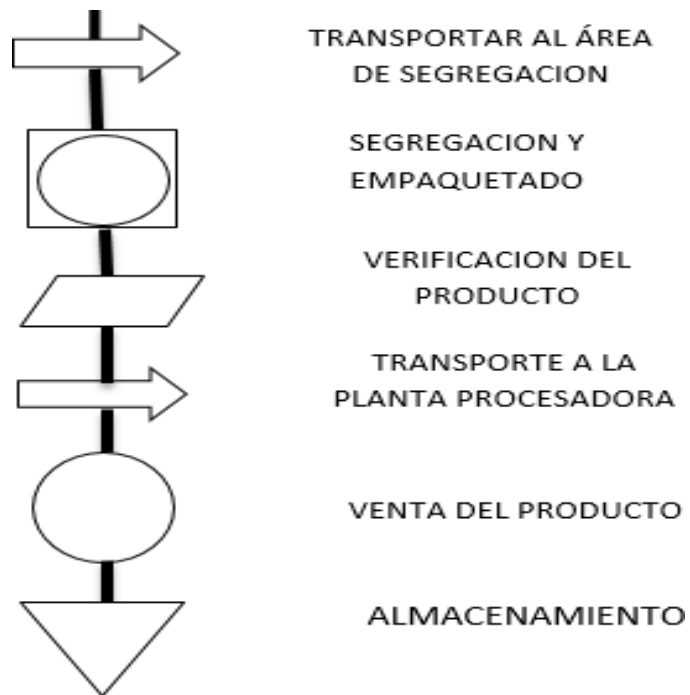 TRANSPORTAR AL ÁREA
DE SEGREGACION
SEGREGACION Y
EMPAQUETADO
VERIFICACION DEL
PRODUCTO
TRANSPORTE A LA
PLANTA PROCESADORA
VENTA DEL PRODUCTO
ALMACENAMIENTO